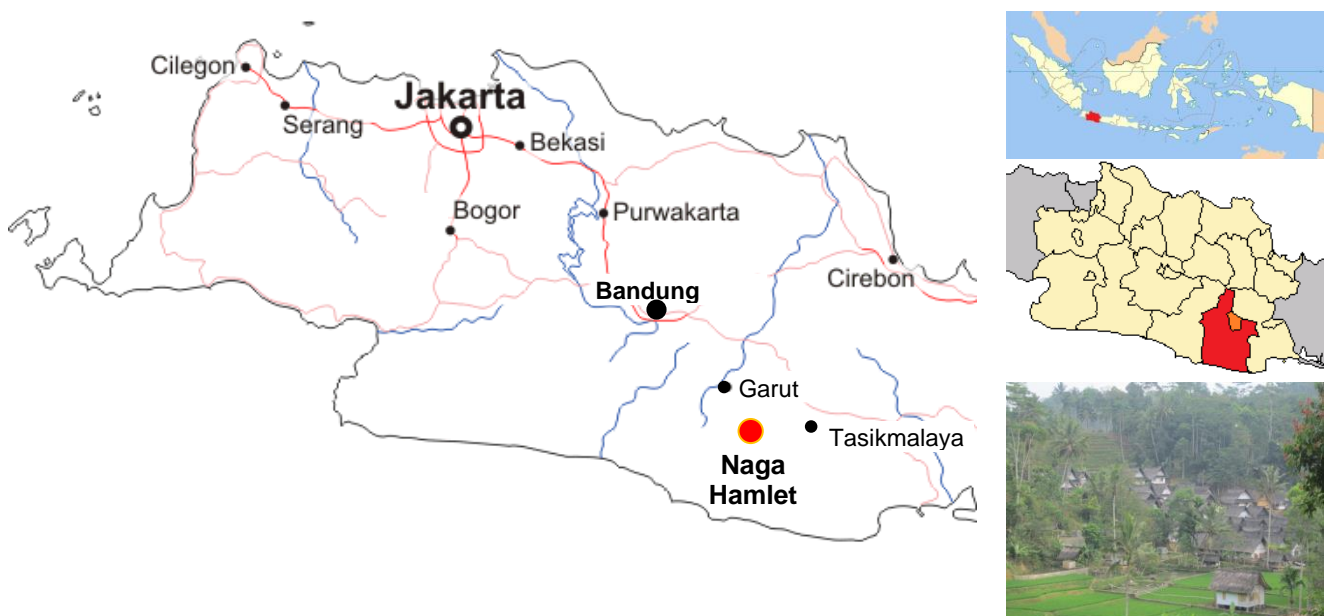 Cilegon
Jakarta
Serang
Bekasi
Bogor
Purwakarta
Cirebon
Bandung
Garut
Tasikmalaya
Naga
Hamlet